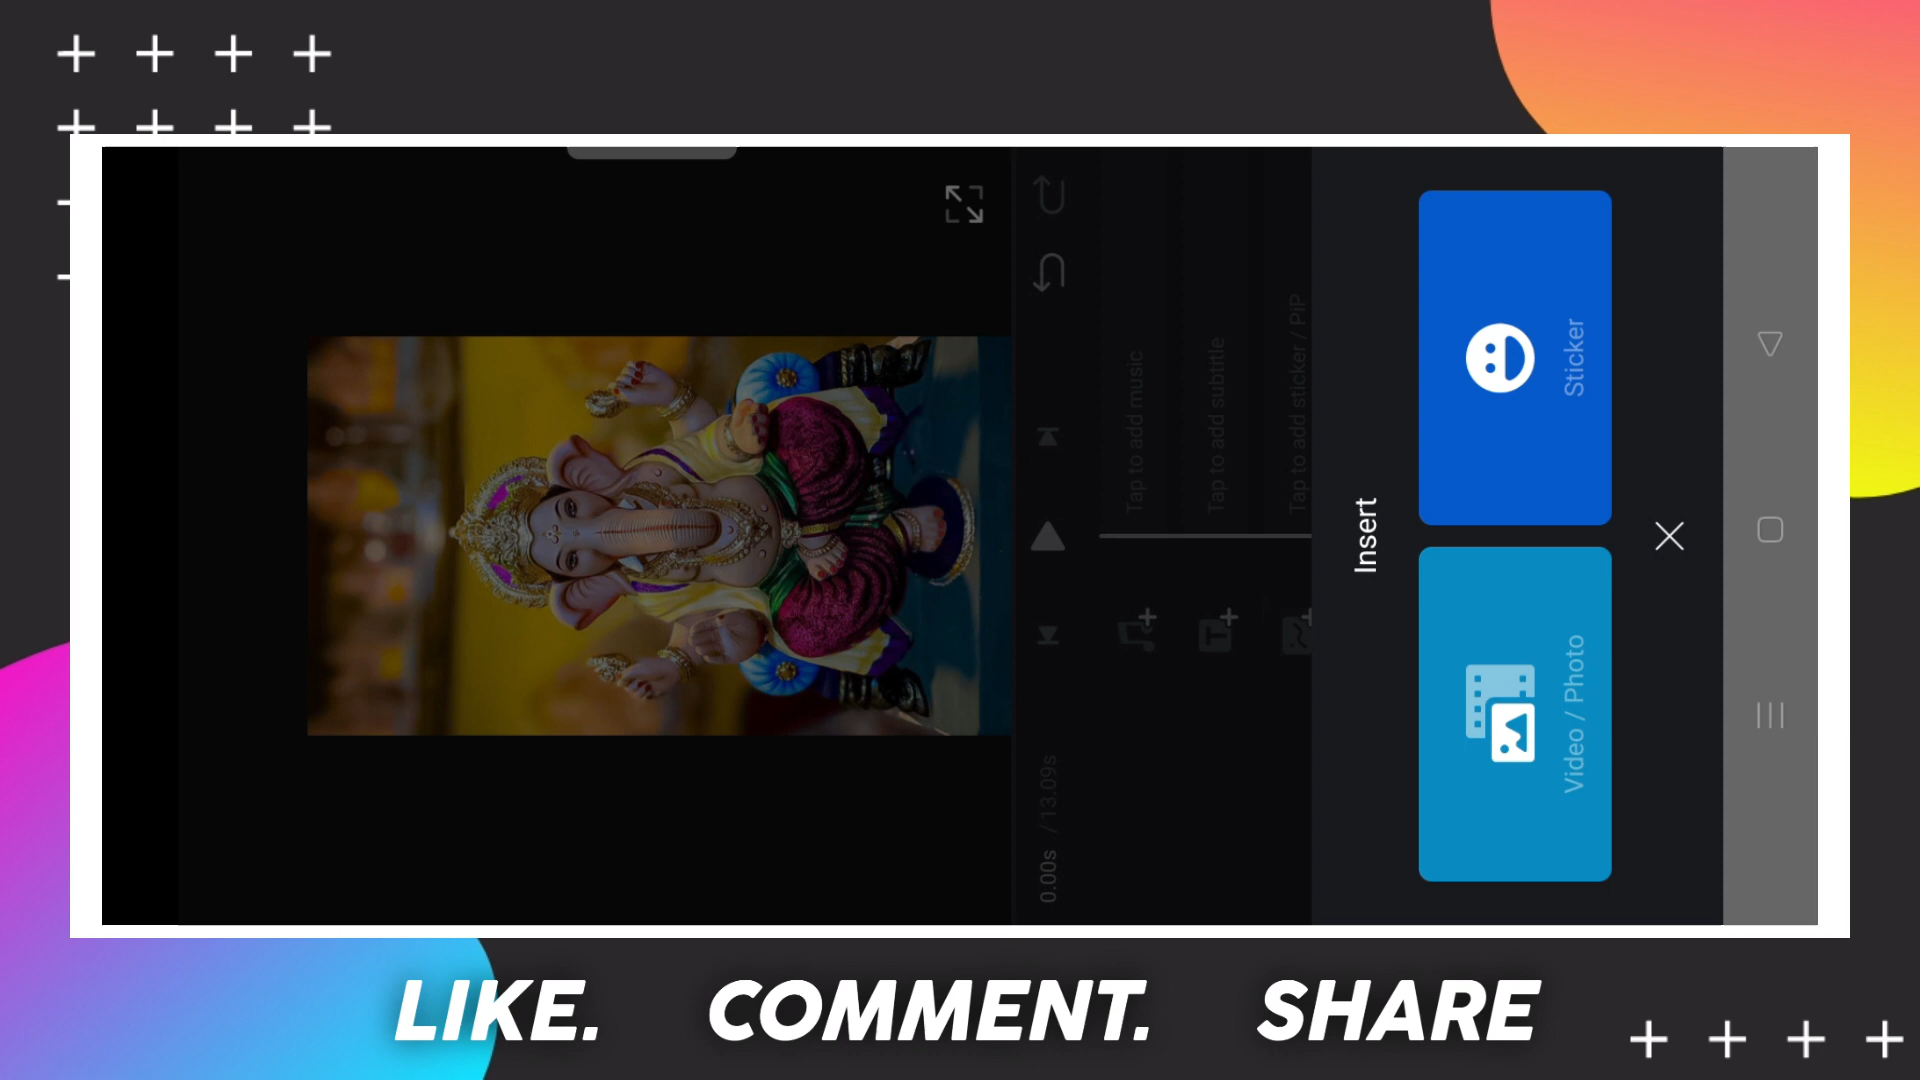 0.00s / 13.09s
Tap to add music
Tap to add subtitle
Tap to add sticker / PiP
Insert
Video / Photo
Sticker
LIKE. COMMENT. SHARE